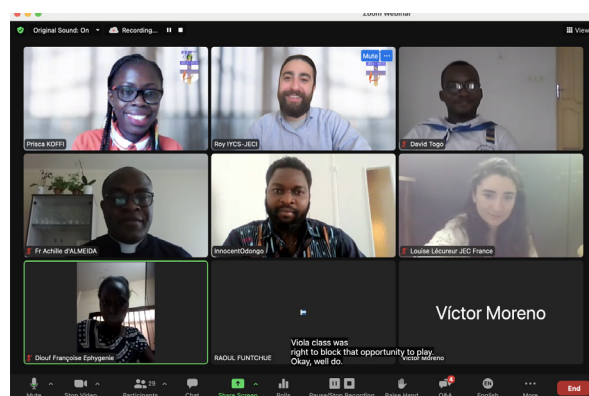 Zoom Webinar
Original Sound: On
Recording...
View
Mute
Prisca KOFFI
Roy IYCS-JECI
David Togo
Fr Achille d'ALMEIDA
InnocentOdongo
Louise Lécureur JEC France
Víctor Moreno
Viola class was
right to block that opportunity to play.
Okay, well do.
Diouf Françoise Ephygenie
RAOUL FUNTCHUE
Víctor Moreno
29
4
Mute
Stop Video
Participants
Chat
Share Screen
Polls
Pause/Stop Recording
Raise Hand
Q&A
EN
English
More
End